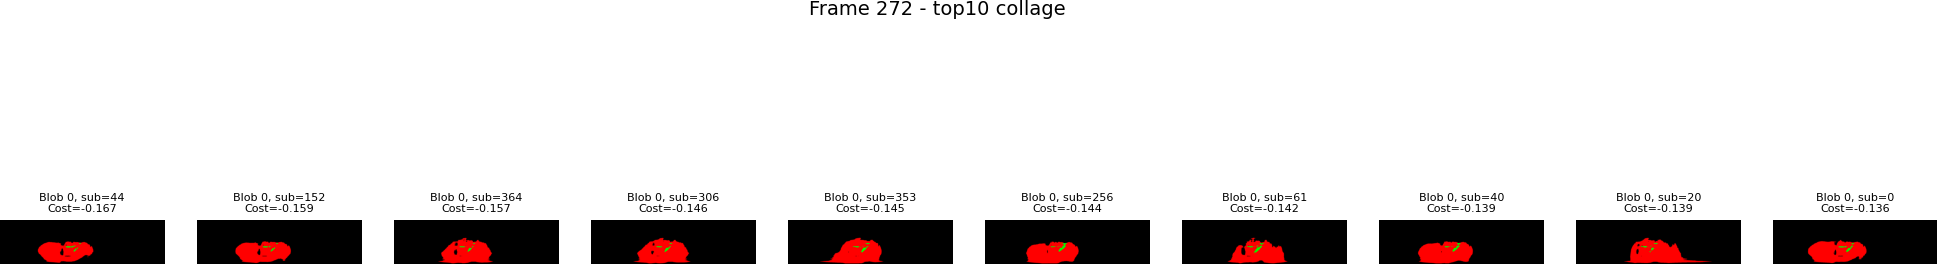 Frame 272 - top10 collage
Blob 0, sub=44
Cost=-0.167
Blob 0, sub=152
Cost=-0.159
Blob 0, sub=364
Cost=-0.157
Blob 0, sub=306
Cost=-0.146
Blob 0, sub=353
Cost=-0.145
Blob 0, sub=256
Cost=-0.144
Blob 0, sub=61
Cost=-0.142
Blob 0, sub=40
Cost=-0.139
Blob 0, sub=20
Cost=-0.139
Blob 0, sub=0
Cost=-0.136